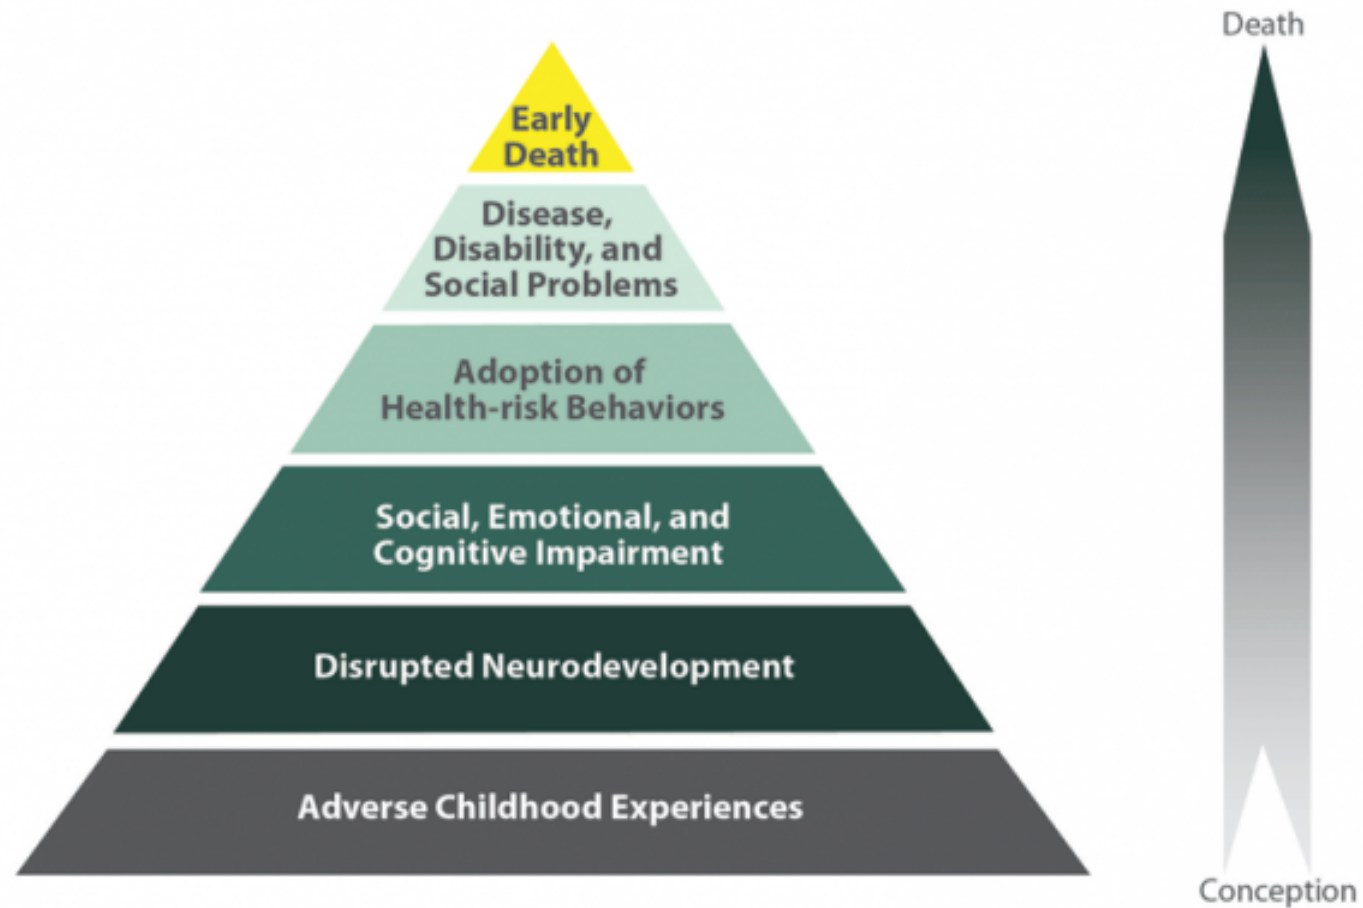 Death
Early
Death
Disease,
Disability, and
Social Problems
Adoption of
Health-risk Behaviors
Social, Emotional, and
Cognitive Impairment
Disrupted Neurodevelopment
Adverse Childhood Experiences
Conception